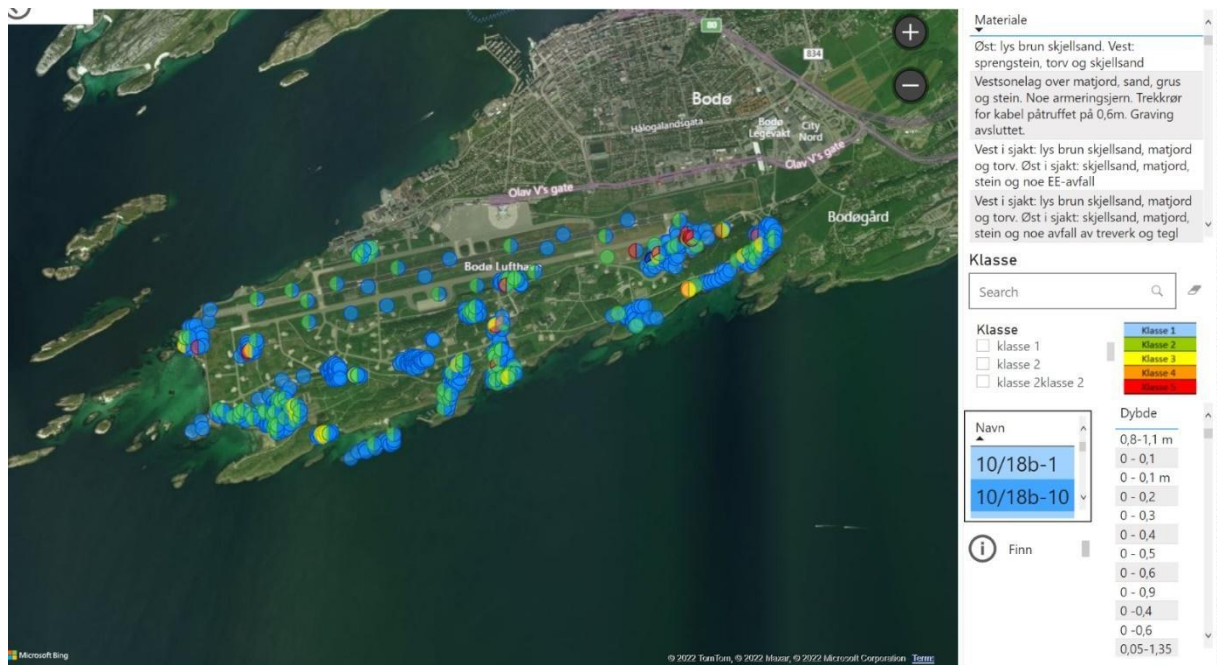 80
834
Bodø
Hålogalandsgata
Bodø
Legevakt
City
Nord
Olav V's gate
Olav V's gate
Bodøgård
Bodø Lufthavn
Microsoft Bing
© 2022 TomTom, © 2022 Maxar, © 2022 Microsoft Corporation Terms
Materiale
Øst: lys brun skjellsand. Vest:
sprengstein, torv og skjellsand
Vestsonelag over matjord, sand, grus
og stein. Noe armeringsjern. Trekkrør
for kabel påtruffet på 0,6m. Graving
avsluttet.
Vest i sjakt: lys brun skjellsand, matjord
og torv. Øst i sjakt: skjellsand, matjord,
stein og noe EE-avfall
Vest i sjakt: lys brun skjellsand, matjord
og torv. Øst i sjakt: skjellsand, matjord,
stein og noe avfall av treverk og tegl
Klasse
Search
Klasse
klasse 1
klasse 2
klasse 2klasse 2
Klasse 1
Klasse 2
Klasse 3
Klasse 4
Klasse 5
Navn
10/18b-1
10/18b-10
Finn
Dybde
0,8-1,1 m
0 - 0,1
0 - 0,1 m
0 - 0,2
0 - 0,3
0 - 0,4
0 - 0,5
0 - 0,6
0 - 0,9
0 -0,4
0 -0,6
0,05-1,35